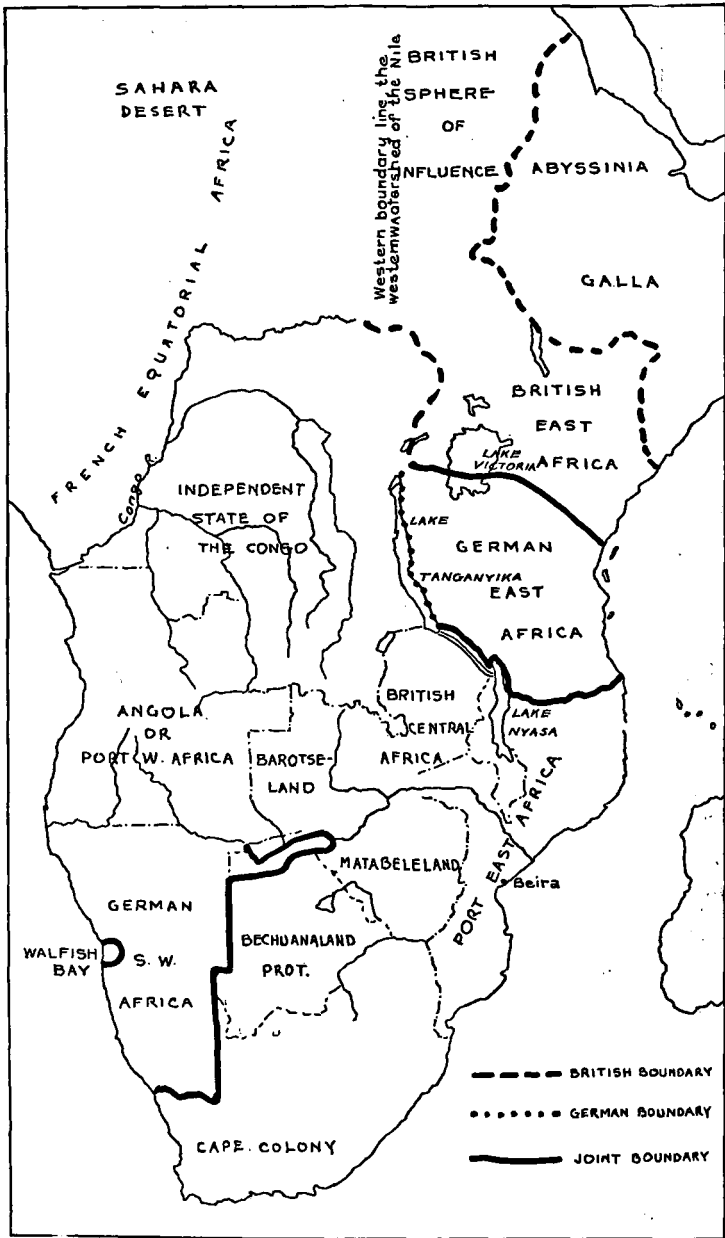 SAHARA
DESERT
FRENCH EQUATORIAL AFRICA
Western boundary line the
western watershed of the Nile
BRITISH
SPHERE
OF
INFLUENCE
ABYSSINIA
GALLA
BRITISH
EAST
AFRICA
LAKE
VICTORIA
Congo R.
INDEPENDENT
STATE OF
THE CONGO
LAKE
TANGANYIKA
GERMAN
EAST
AFRICA
ANGOLA
OR
PORT W. AFRICA
BAROTSE-
LAND
BRITISH
CENTRAL
AFRICA
LAKE
NYASA
PORT EAST AFRICA
Beira
MATABELELAND
GERMAN
S. W.
AFRICA
WALFISH
BAY
BECHUANALAND
PROT.
CAPE. COLONY
BRITISH BOUNDARY
GERMAN BOUNDARY
JOINT BOUNDARY